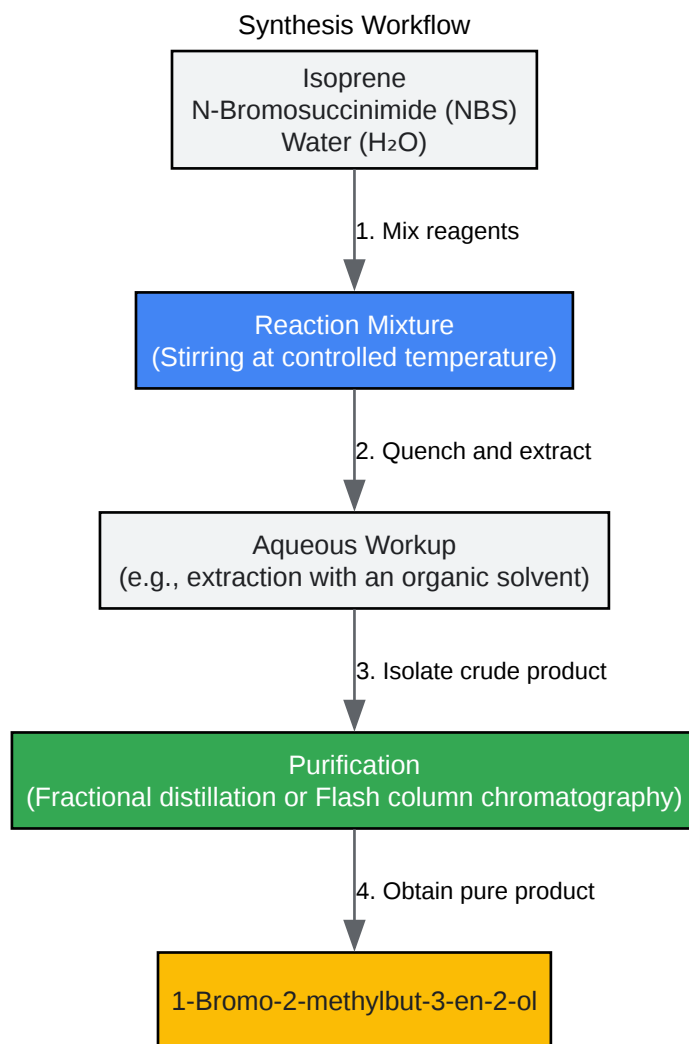 Synthesis Workflow
Isoprene
N-Bromosuccinimide (NBS)
Water (H₂O)
1. Mix reagents
Reaction Mixture
(Stirring at controlled temperature)
2. Quench and extract
Aqueous Workup
(e.g., extraction with an organic solvent)
3. Isolate crude product
Purification
(Fractional distillation or Flash column chromatography)
4. Obtain pure product
1-Bromo-2-methylbut-3-en-2-ol